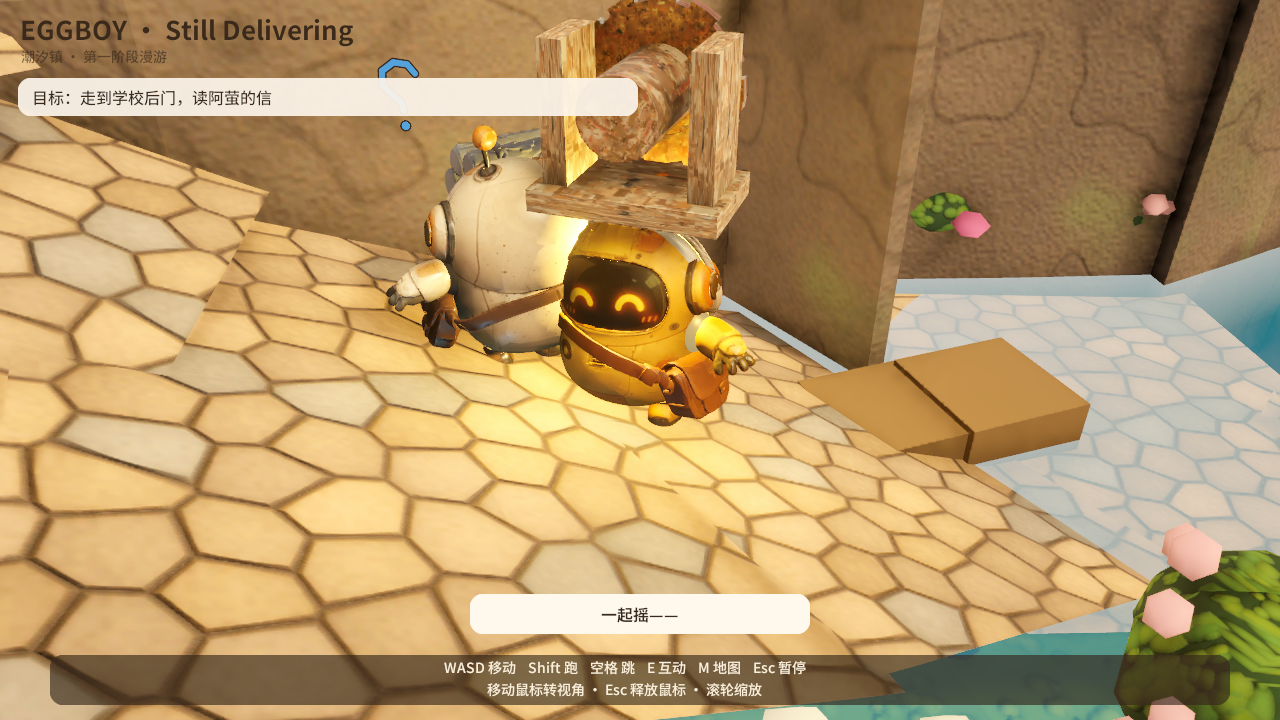 EGGBOY • Still Delivering
潮汐镇 • 第一阶段漫游
目标：走到学校后门，读阿萤的信
一起摇——
WASD 移动 Shift 跑 空格 跳 E 互动 M 地图 Esc 暂停
移动鼠标转视角 • Esc 释放鼠标 • 滚轮缩放